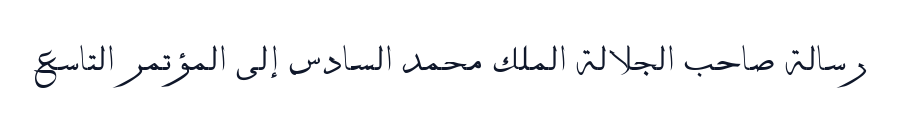 رسالة صاحب الجلالة الملك محمد السادس إلى المؤتمر التاسع